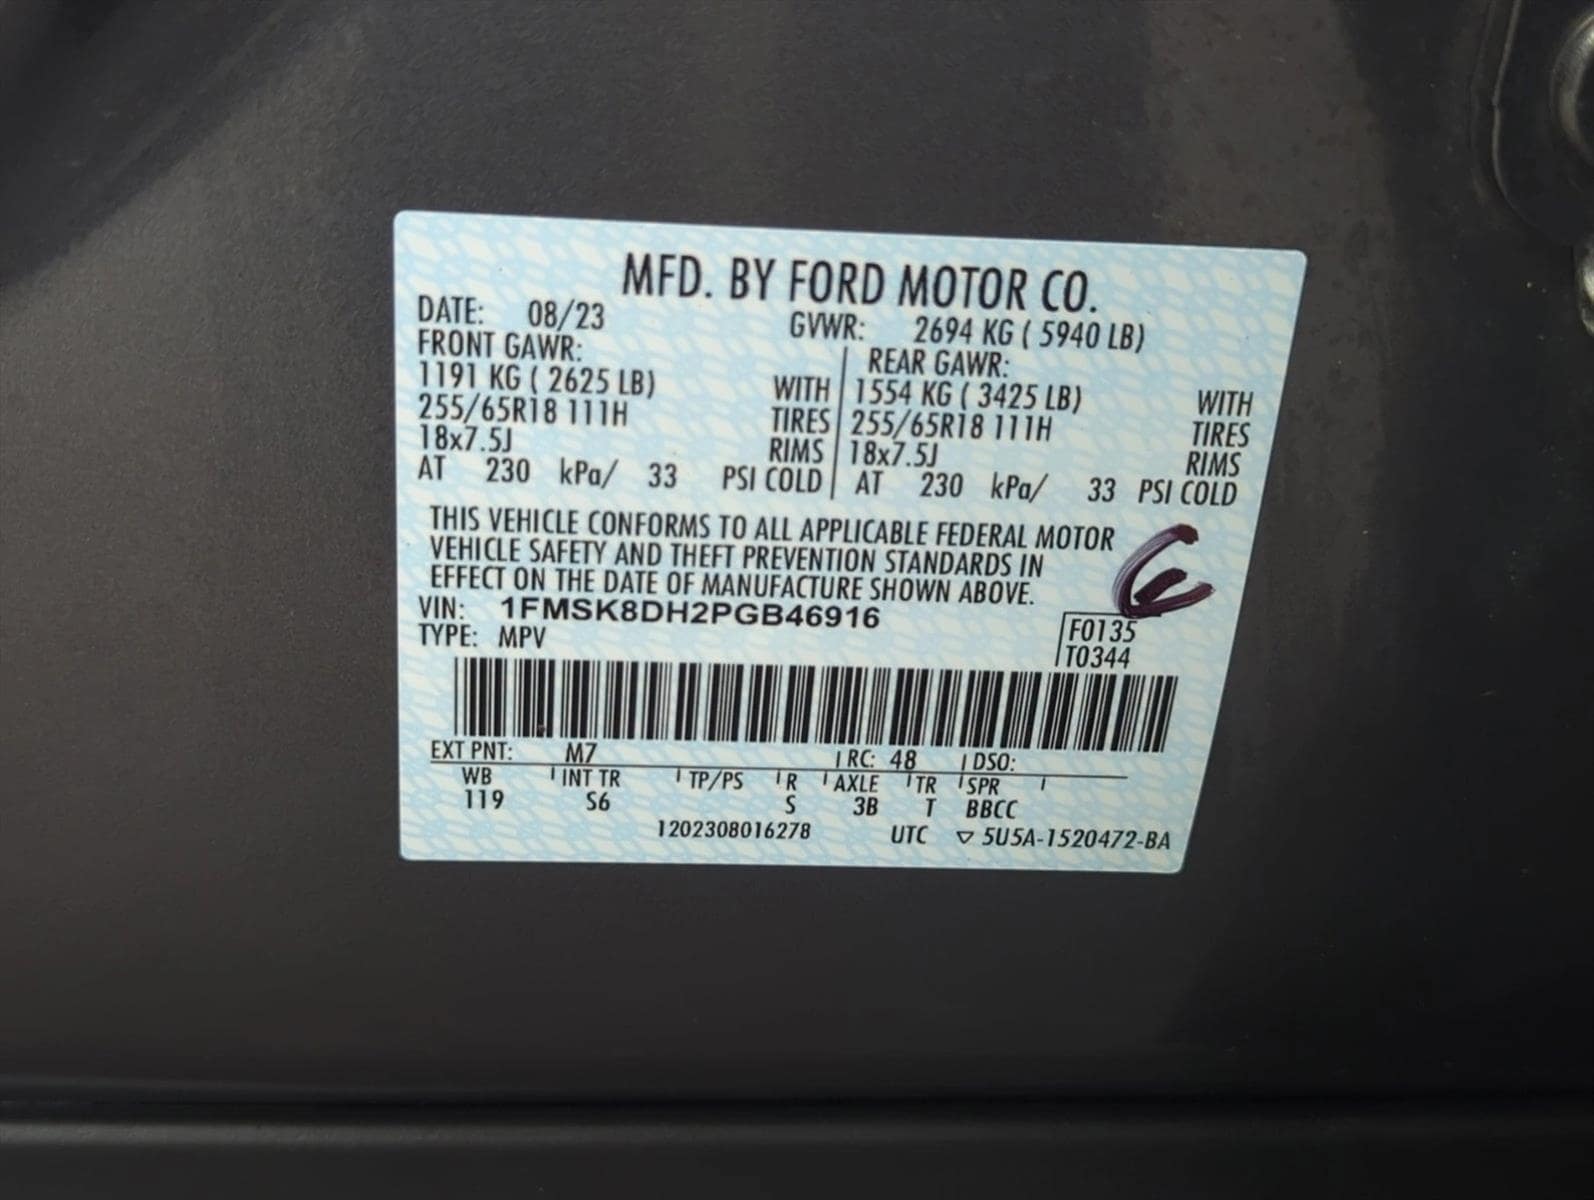 MFD. BY FORD MOTOR CO.
DATE: 08/23 GVWR: 2694 KG ( 5940 LB)
FRONT GAWR: REAR GAWR:
1191 KG ( 2625 LB) WITH 1554 KG ( 3425 LB) WITH
255/65R18 111H TIRES 255/65R18 111H TIRES
18x7.5J RIMS 18x7.5J RIMS
AT 230 kPa/ 33 PSI COLD AT 230 kPa/ 33 PSI COLD
THIS VEHICLE CONFORMS TO ALL APPLICABLE FEDERAL MOTOR
VEHICLE SAFETY AND THEFT PREVENTION STANDARDS IN
EFFECT ON THE DATE OF MANUFACTURE SHOWN ABOVE.
VIN: 1FMSK8DH2PGB46916
TYPE: MPV
F0135
T0344
EXT PNT: M7 RC: 48 DSO:
WB INT TR TP/PS R AXLE TR SPR
119 S6 S 3B T BBCC
1202308016278 UTC ▽ 5U5A-1520472-BA